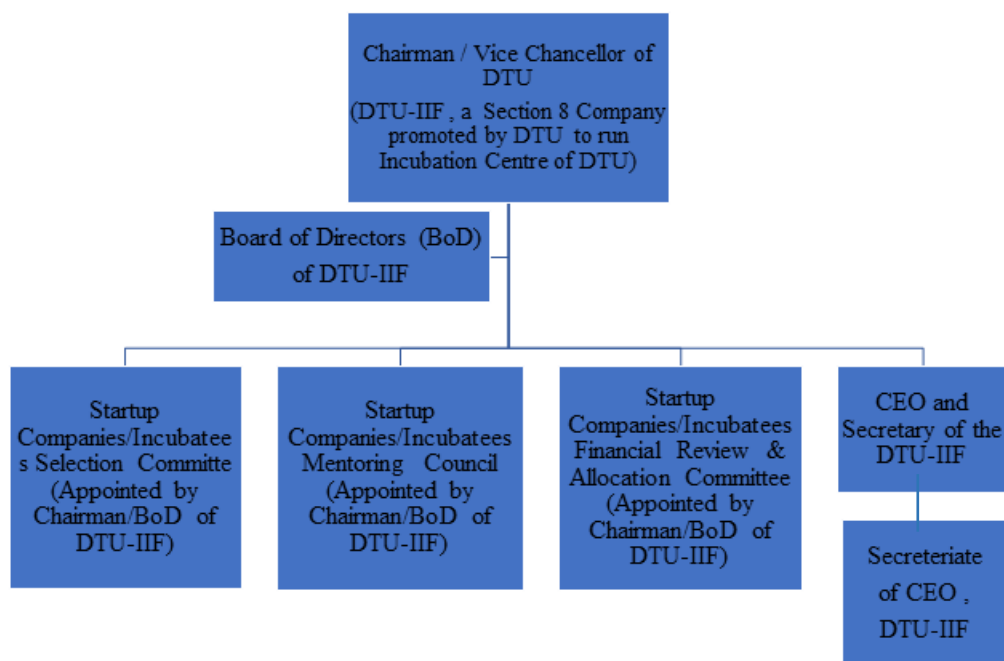 Chairman / Vice Chancellor of
DTU
(DTU-IIF , a Section 8 Company
promoted by DTU to run
Incubation Centre of DTU)
Board of Directors (BoD)
of DTU-IIF
Startup
Companies/Incubatee
s Selection Committe
(Appointed by
Chairman/BoD of
DTU-IIF)
Startup
Companies/Incubatees
Mentoring Council
(Appointed by
Chairman/BoD of
DTU-IIF)
Startup
Companies/Incubatees
Financial Review &
Allocation Committee
(Appointed by
Chairman/BoD of
DTU-IIF)
CEO and
Secretary of the
DTU-IIF
Secreteriate
of CEO ,
DTU-IIF